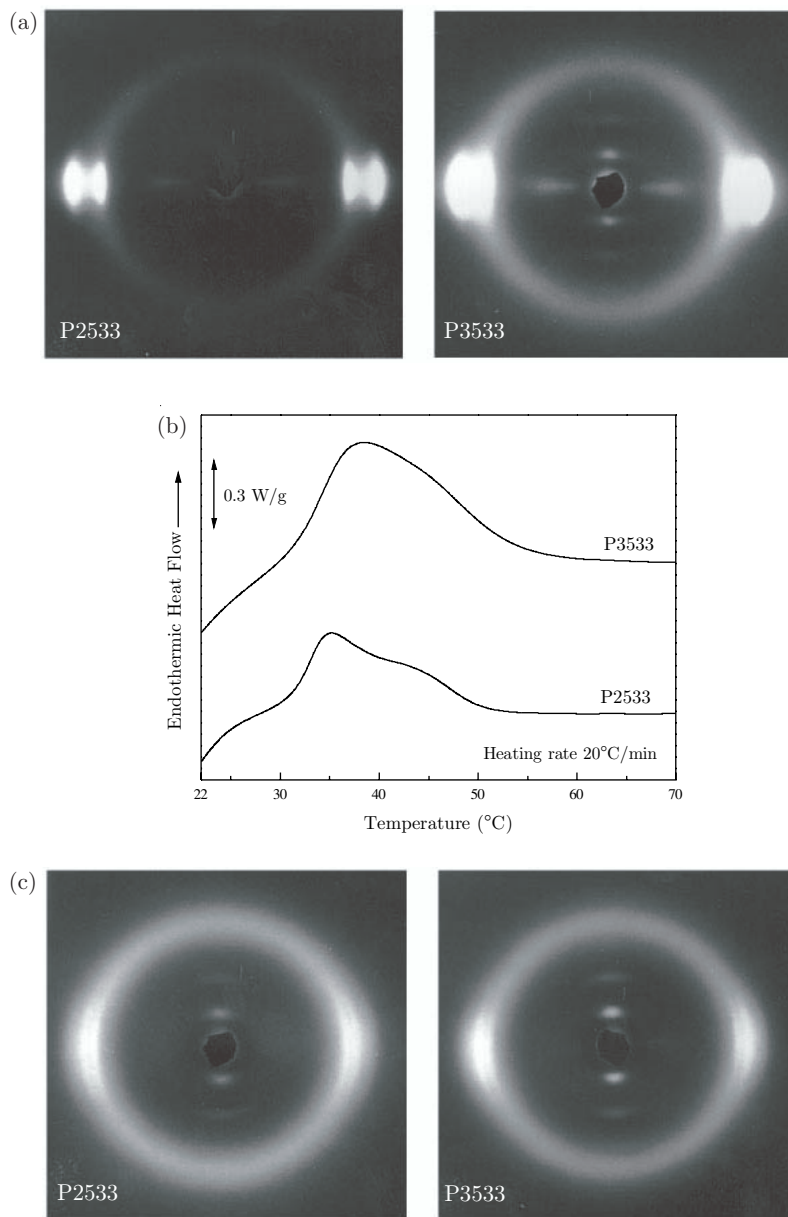 (a)
P2533
P3533
(b)
0.3 W/g
Endothermic Heat Flow
P3533
P2533
Heating rate 20°C/min
22 30 40 50 60 70
Temperature (°C)
(c)
P2533
P3533